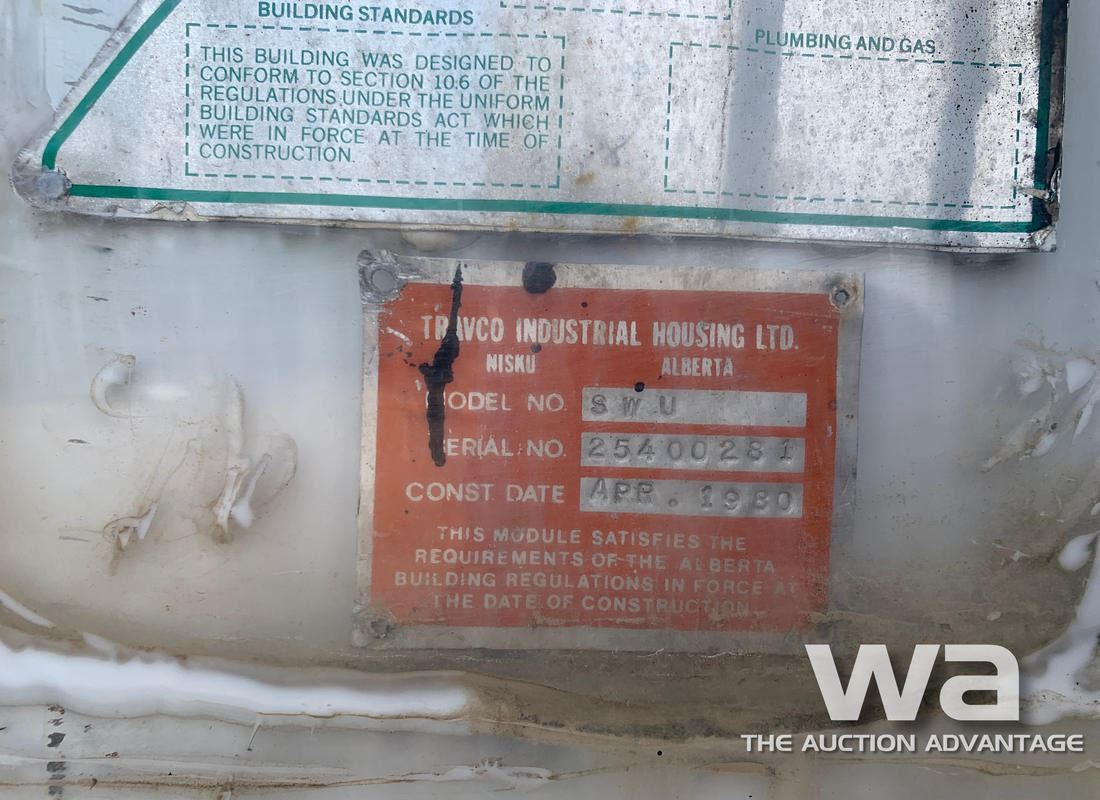 BUILDING STANDARDS
THIS BUILDING WAS DESIGNED TO
CONFORM TO SECTION 10.6 OF THE
REGULATIONS UNDER THE UNIFORM
BUILDING STANDARDS ACT WHICH
WERE IN FORCE AT THE TIME OF
CONSTRUCTION.
PLUMBING AND GAS
TRAVCO INDUSTRIAL HOUSING LTD.
NISKU ALBERTA
MODEL NO. SWU
SERIAL NO. 25400281
CONST. DATE APR. 1980
THIS MODULE SATISFIES THE
REQUIREMENTS OF THE ALBERTA
BUILDING REGULATIONS IN FORCE AT
THE DATE OF CONSTRUCTION
wa
THE AUCTION ADVANTAGE